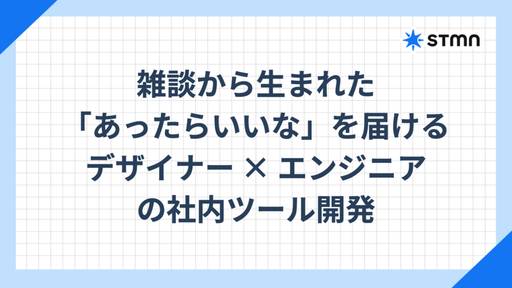 STMN
雑談から生まれた
「あったらいいな」を届ける
デザイナー × エンジニア
の社内ツール開発